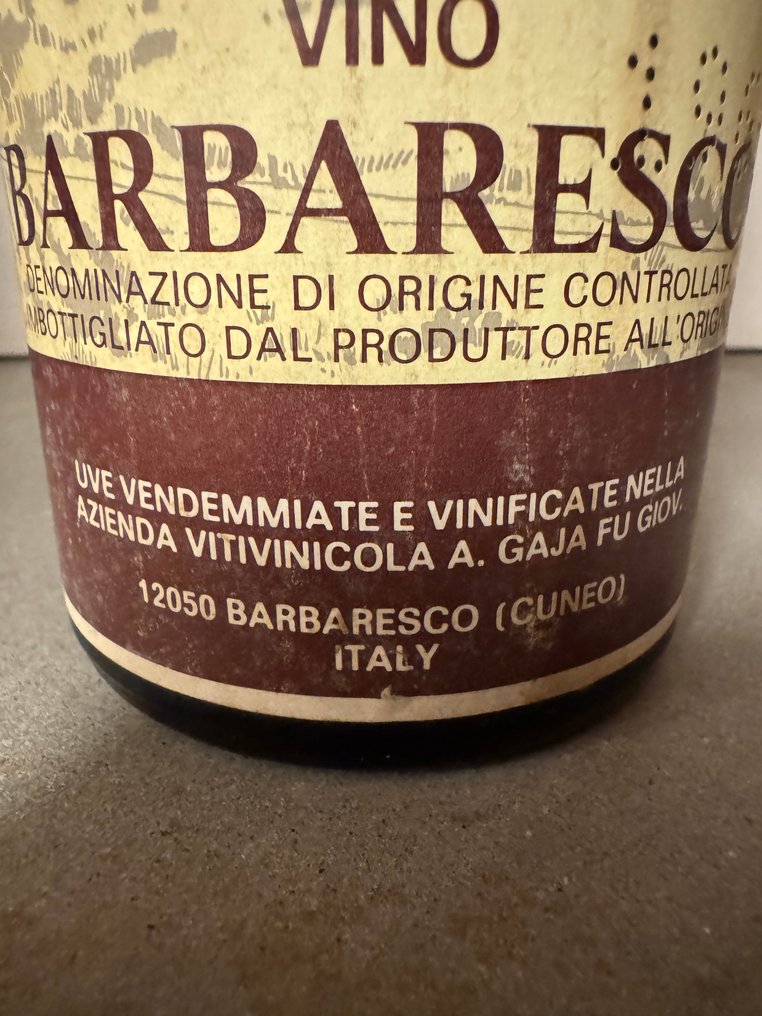 VINO
BARBARESCO
DENOMINAZIONE DI ORIGINE CONTROLLATA
IMBOTTIGLIATO DAL PRODUTTORE ALL'ORIGINE
UVE VENDEMMIATE E VINIFICATE NELLA
AZIENDA VITIVINICOLA A. GAJA FU GIOV.
12050 BARBARESCO (CUNEO)
ITALY